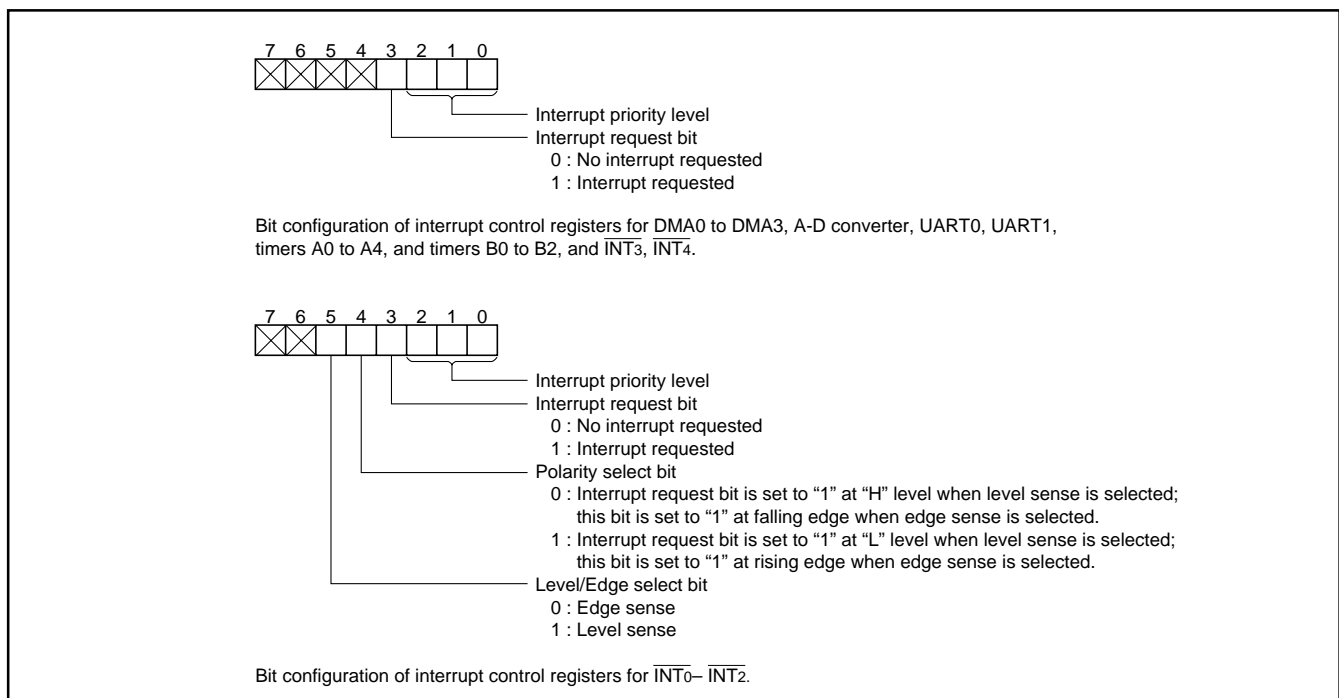 7 6 5 4 3 2 1 0
Interrupt priority level
Interrupt request bit
0 : No interrupt requested
1 : Interrupt requested
Bit configuration of interrupt control registers for DMA0 to DMA3, A-D converter, UART0, UART1,
timers A0 to A4, and timers B0 to B2, and INT3, INT4.
7 6 5 4 3 2 1 0
Interrupt priority level
Interrupt request bit
0 : No interrupt requested
1 : Interrupt requested
Polarity select bit
0 : Interrupt request bit is set to “1” at “H” level when level sense is selected;
this bit is set to “1” at falling edge when edge sense is selected.
1 : Interrupt request bit is set to “1” at “L” level when level sense is selected;
this bit is set to “1” at rising edge when edge sense is selected.
Level/Edge select bit
0 : Edge sense
1 : Level sense
Bit configuration of interrupt control registers for INT0– INT2.